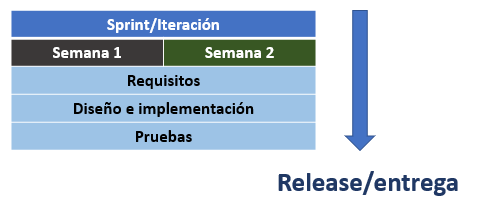 Sprint/Iteración
Semana 1 Semana 2
Requisitos
Diseño e implementación
Pruebas
Release/entrega